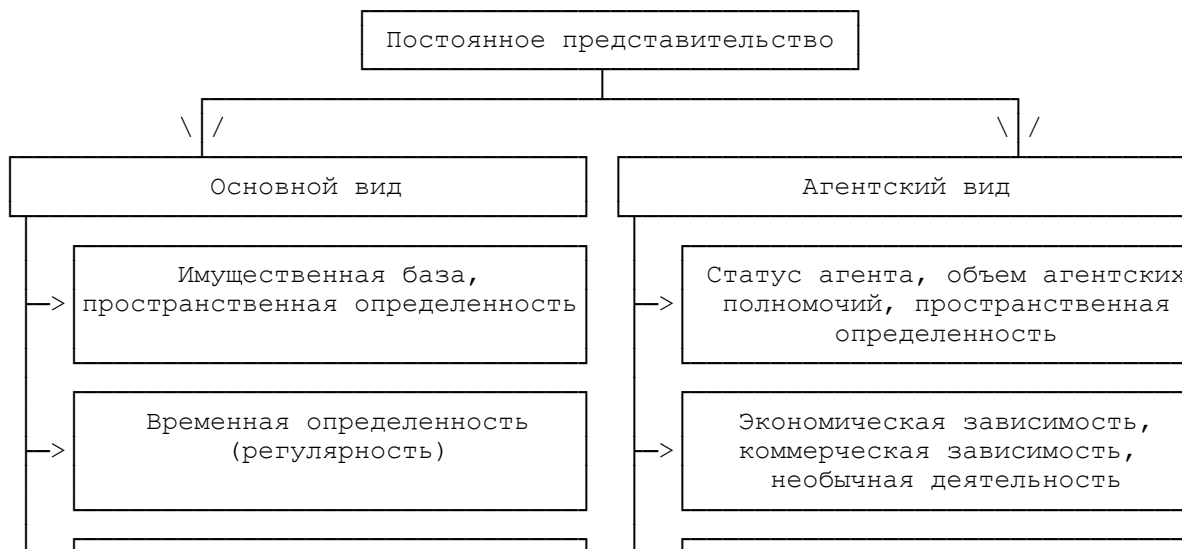 Постоянное представительство
Основной вид
Агентский вид
Имущественная база,
пространственная определенность
Статус агента, объем агентских
полномочий, пространственная
определенность
Временная определенность
(регулярность)
Экономическая зависимость,
коммерческая зависимость,
необычная деятельность